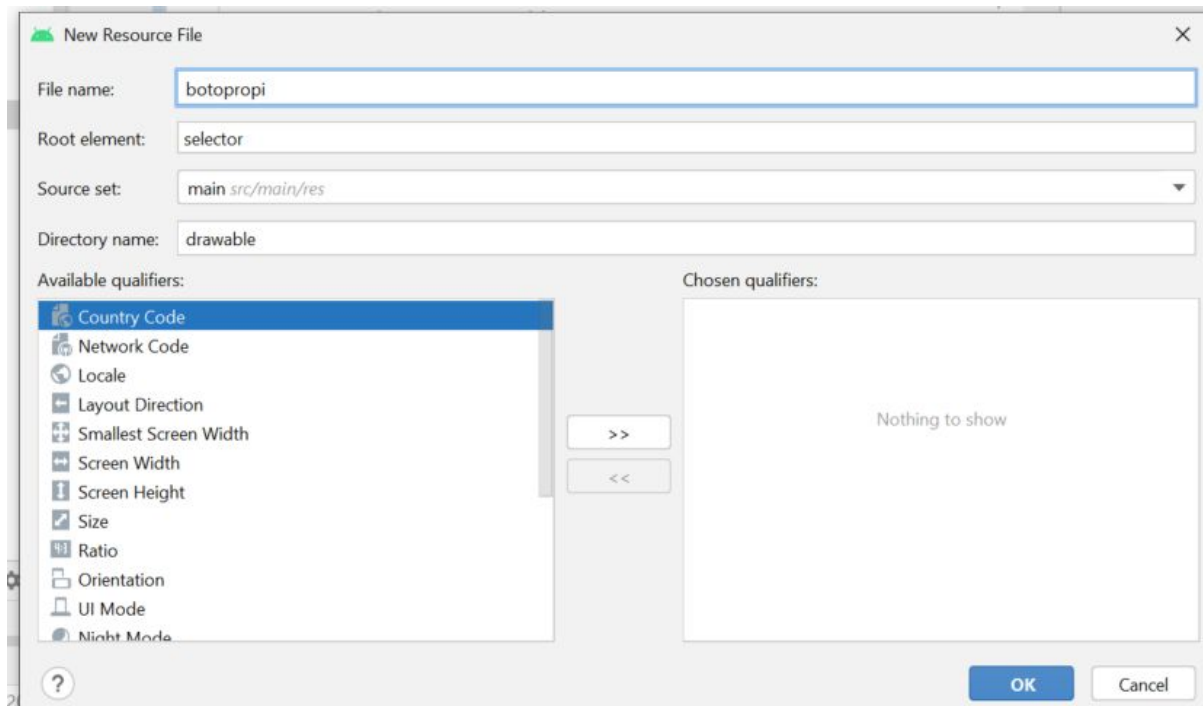 New Resource File
File name: botopropi
Root element: selector
Source set: main src/main/res
Directory name: drawable
Available qualifiers: Chosen qualifiers:
Country Code
Network Code
Locale
Layout Direction
Smallest Screen Width
Screen Width
Screen Height
Size
Ratio
Orientation
UI Mode
Night Mode
Nothing to show
>>
<<
?
OK Cancel